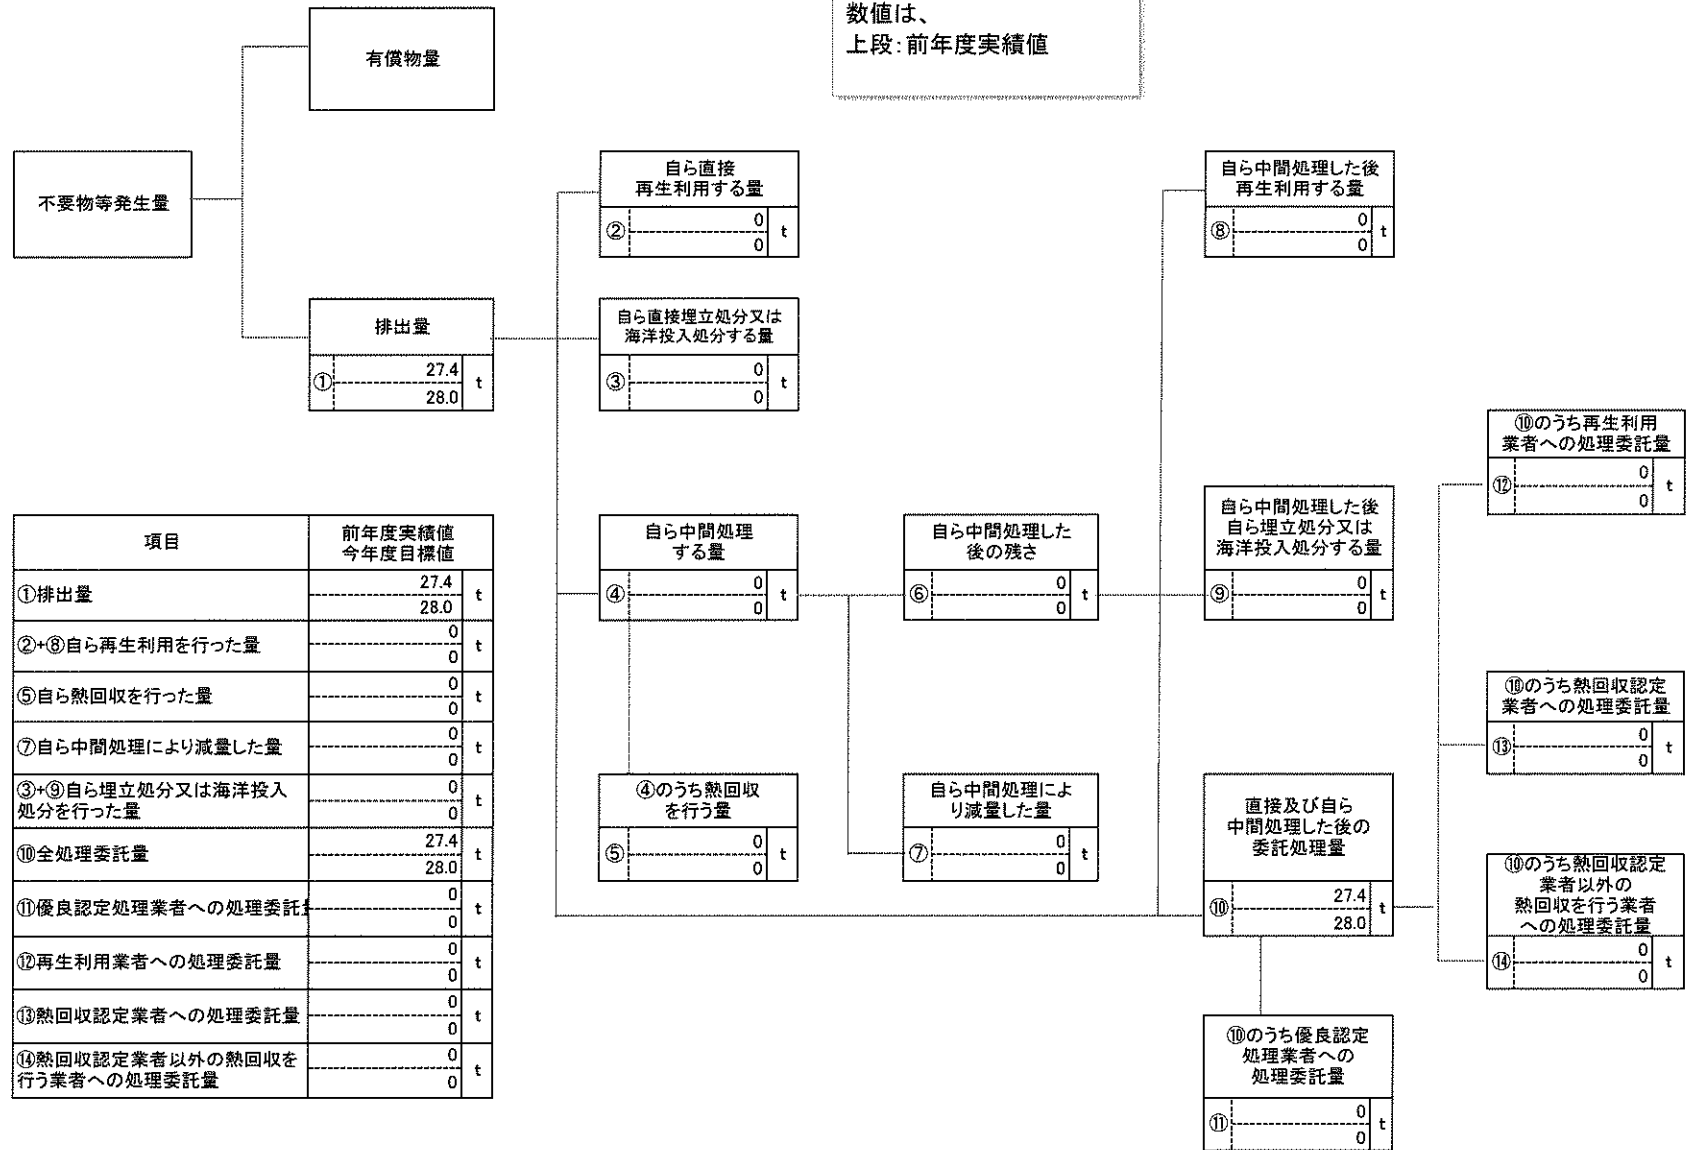 数値は、
上段：前年度実績値
有償物量
不要物等発生量
排出量
① 27.4 t
28.0
自ら直接
再生利用する量
② 0 t
0
自ら直接埋立処分又は
海洋投入処分する量
③ 0 t
0
自ら中間処理
する量
④ 0 t
0
④のうち熱回収
を行う量
⑤ 0 t
0
自ら中間処理した
後の残さ
⑥ 0 t
0
自ら中間処理によ
り減量した量
⑦ 0 t
0
自ら中間処理した後
再生利用する量
⑧ 0 t
0
自ら中間処理した後
自ら埋立処分又は
海洋投入処分する量
⑨ 0 t
0
直接及び自ら
中間処理した後の
委託処理量
⑩ 27.4 t
28.0
⑩のうち優良認定
処理業者への
処理委託量
⑪ 0 t
0
⑩のうち再生利用
業者への処理委託量
⑫ 0 t
0
⑩のうち熱回収認定
業者への処理委託量
⑬ 0 t
0
⑩のうち熱回収認定
業者以外の
熱回収を行う業者
への処理委託量
⑭ 0 t
0
項目 前年度実績値
今年度目標値
①排出量 27.4 t
28.0
②+⑧自ら再生利用を行った量 0 t
0
⑤自ら熱回収を行った量 0 t
0
⑦自ら中間処理により減量した量 0 t
0
③+⑨自ら埋立処分又は海洋投入
処分を行った量 0 t
0
⑩全処理委託量 27.4 t
28.0
⑪優良認定処理業者への処理委託 0 t
0
⑫再生利用業者への処理委託量 0 t
0
⑬熱回収認定業者への処理委託量 0 t
0
⑭熱回収認定業者以外の熱回収を
行う業者への処理委託量 0 t
0